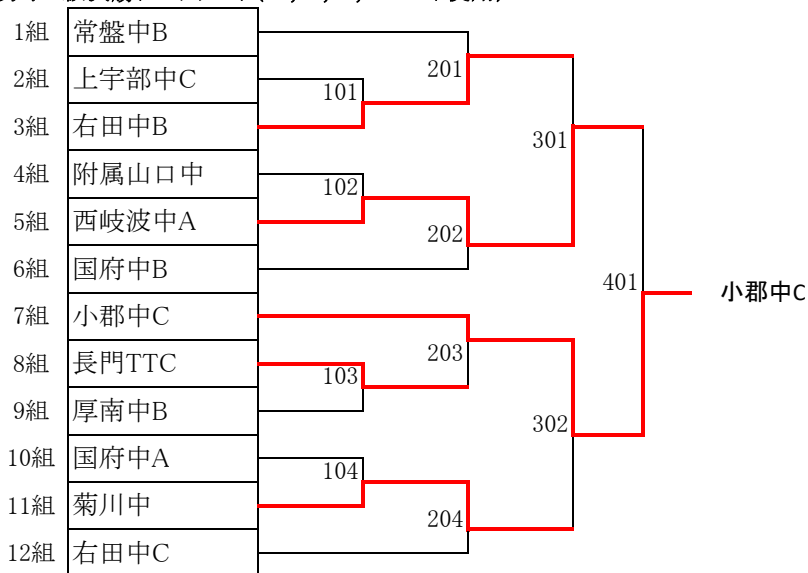 1組 常盤中B
2組 上宇部中C
3組 右田中B
4組 附属山口中
5組 西岐波中A
6組 国府中B
7組 小郡中C
8組 長門TTC
9組 厚南中B
10組 国府中A
11組 菊川中
12組 右田中C
101
102
103
104
201
202
203
204
301
302
401
小郡中C